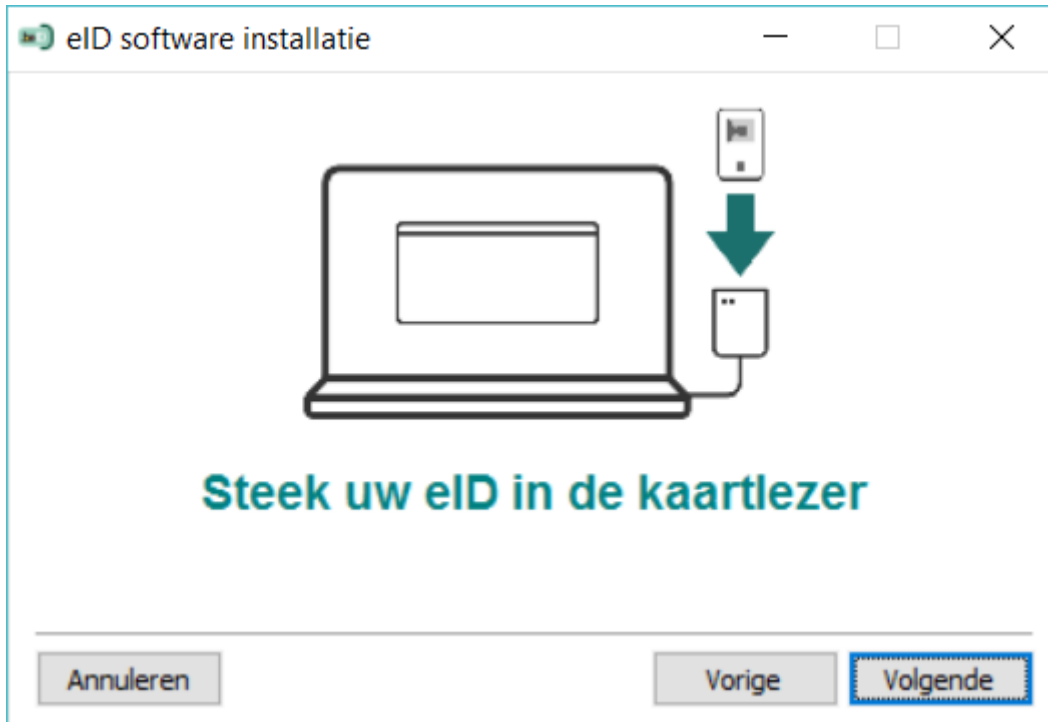 eID software installatie
Steek uw eID in de kaartlezer
Annuleren
Vorige
Volgende